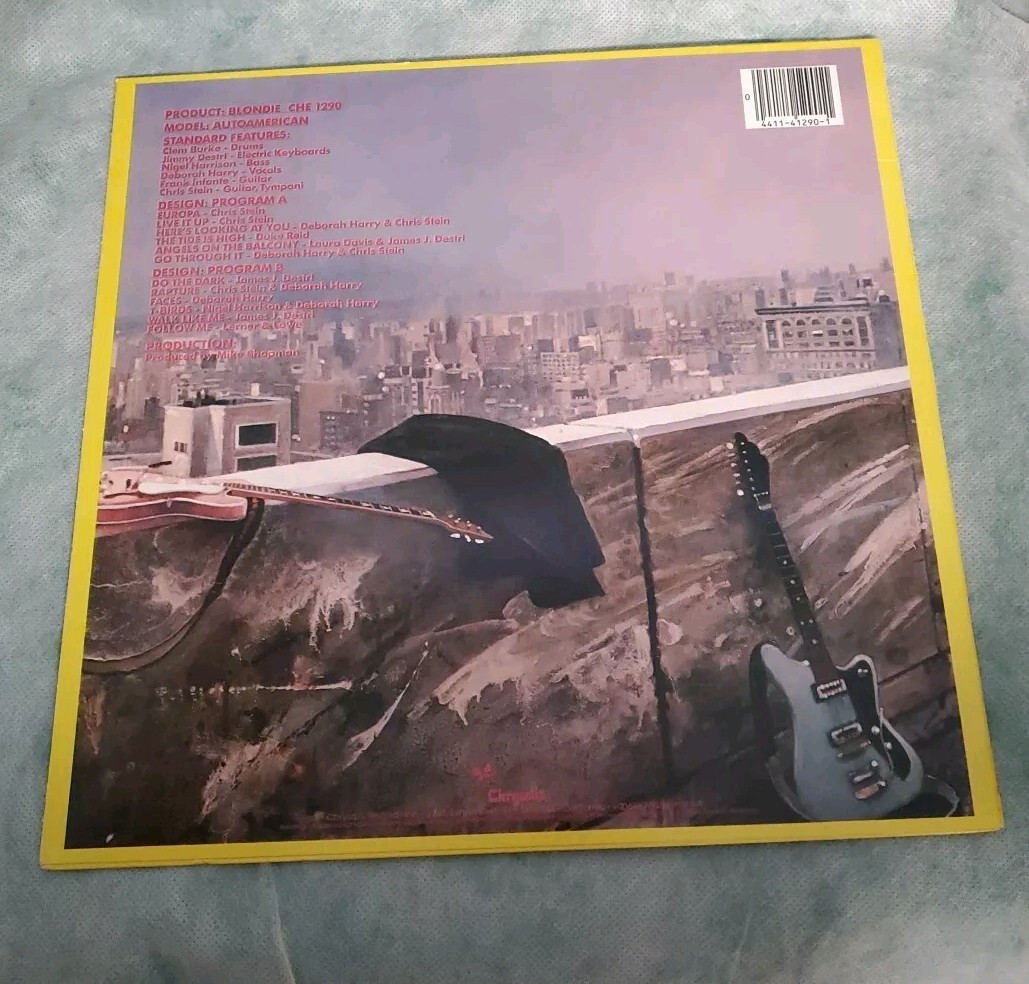 PRODUCT: BLONDIE CHE 1290
MODEL: AUTOAMERICAN
STANDARD FEATURES:
Clem Burke - Drums
Jimmy Destri - Electric Keyboards
Nigel Harrison - Bass
Deborah Harry - Vocals
Frank Infante - Guitar
Chris Stein - Guitar, Tympani
DESIGN: PROGRAM A
EUROPA - Chris Stein
LIVE IT UP - Chris Stein
HERE'S LOOKING AT YOU - Deborah Harry & Chris Stein
THE TIDE IS HIGH - Duke Reid
ANGELS ON THE BALCONY - Laura Davis & James J. Destri
GO THROUGH IT - Deborah Harry & Chris Stein
DESIGN: PROGRAM B
DO THE DARK - James J. Destri
RAPTURE - Chris Stein & Deborah Harry
FACES - Deborah Harry
T-BIRDS - Nigel Harrison & Deborah Harry
WALK LIKE ME - James J. Destri
FOLLOW ME - Lerner & Lowe
PRODUCTION:
Produced by Mike Chapman
0 4411-41290-1
Chrysalis